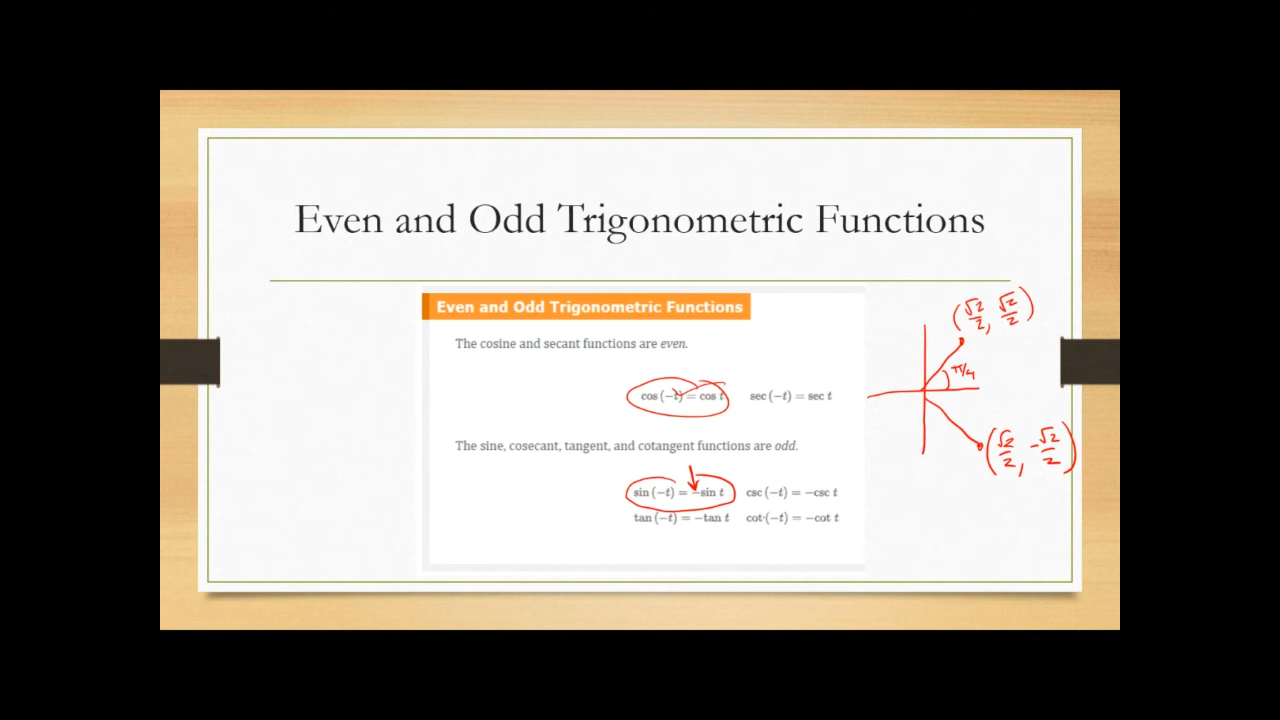 Even and Odd Trigonometric Functions
Even and Odd Trigonometric Functions
The cosine and secant functions are even.
cos (−t) = cos t sec (−t) = sec t
The sine, cosecant, tangent, and cotangent functions are odd.
sin (−t) = −sin t csc (−t) = −csc t
tan (−t) = −tan t cot (−t) = −cot t
(√2/2, √2/2)
π/4
(√2/2, -√2/2)